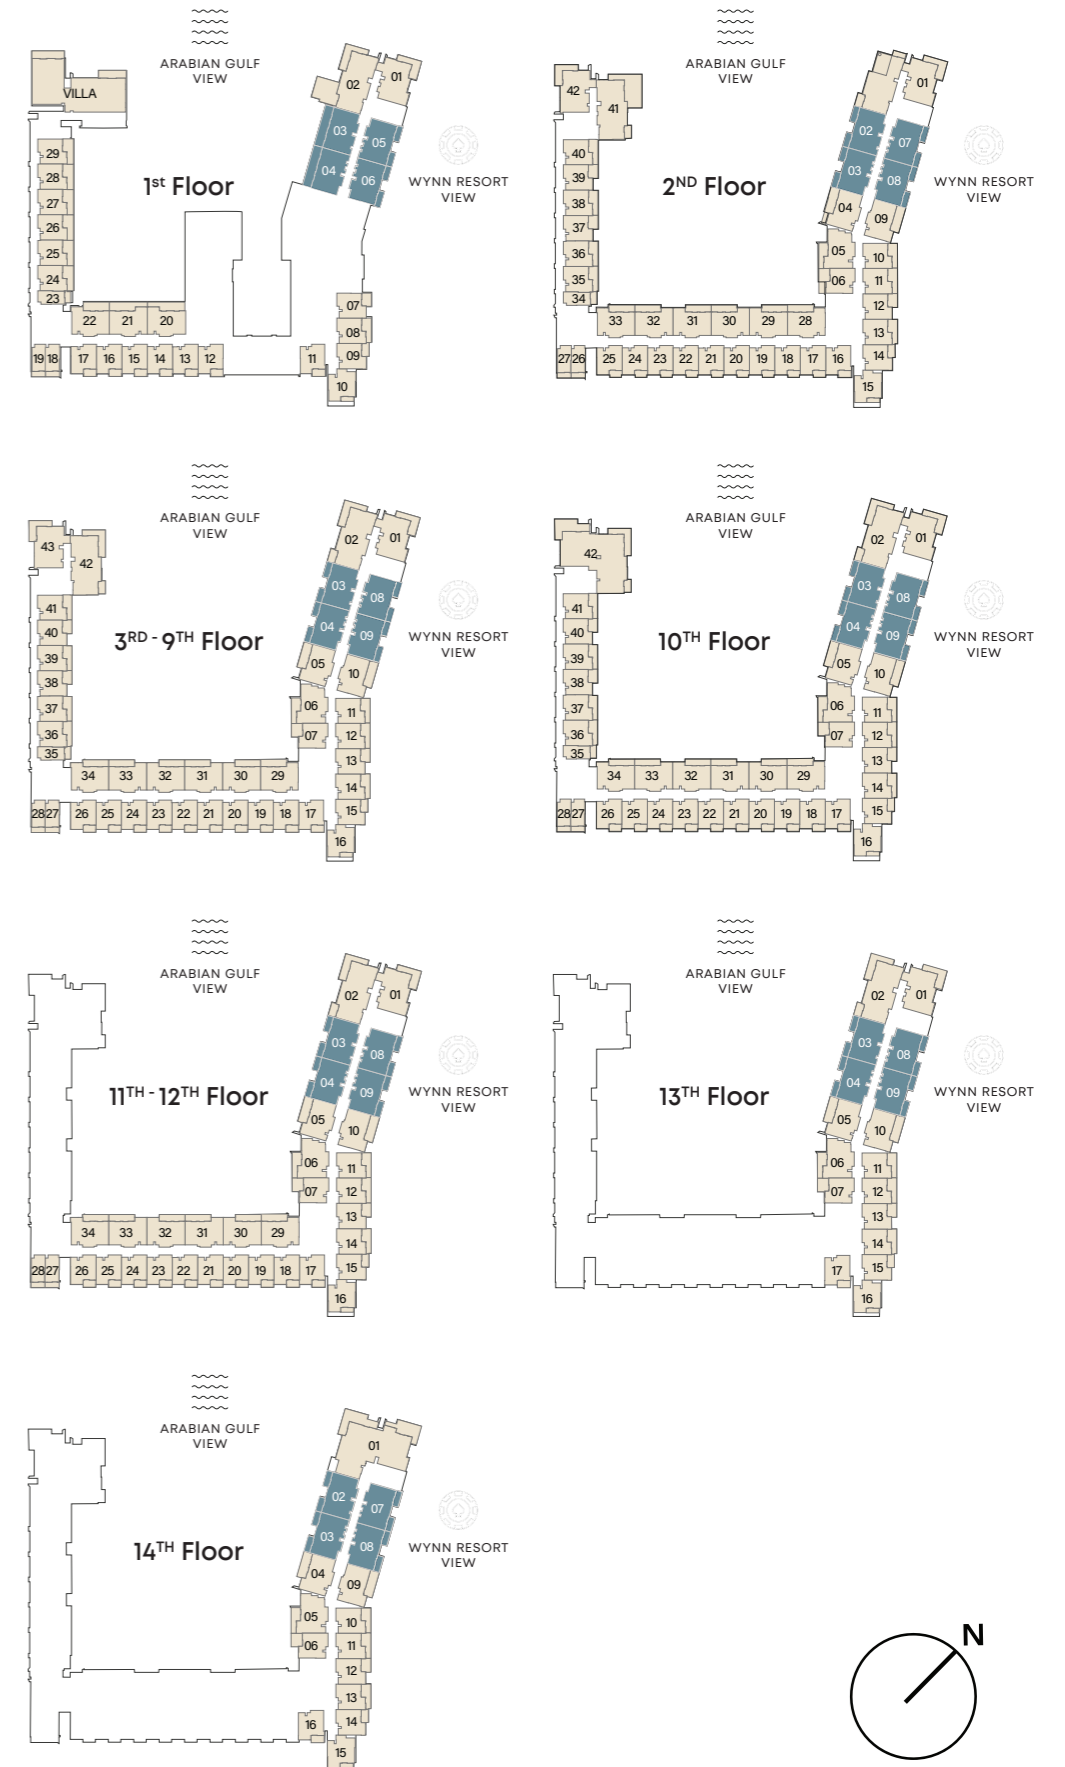 ARABIAN GULF
VIEW
VILLA
02
01
03
05
04
06
WYNN RESORT
VIEW
1st Floor
29
28
27
26
25
24
23
22 21 20
19 18 17 16 15 14 13 12
11
07
08
09
10
ARABIAN GULF
VIEW
42
41
01
02
07
03
08
04
09
WYNN RESORT
VIEW
2ND Floor
40
39
38
37
36
35
34
05
06
10
11
12
13
14
15
33 32 31 30 29 28
27 26 25 24 23 22 21 20 19 18 17 16
ARABIAN GULF
VIEW
43
42
02
01
03
08
04
09
05
10
WYNN RESORT
VIEW
3RD - 9TH Floor
41
40
39
38
37
36
35
06
07
11
12
13
14
15
16
34 33 32 31 30 29
28 27 26 25 24 23 22 21 20 19 18 17
ARABIAN GULF
VIEW
42
02
01
03
08
04
09
05
10
WYNN RESORT
VIEW
10TH Floor
41
40
39
38
37
36
35
06
07
11
12
13
14
15
16
34 33 32 31 30 29
28 27 26 25 24 23 22 21 20 19 18 17
ARABIAN GULF
VIEW
02
01
03
08
04
09
05
10
WYNN RESORT
VIEW
11TH - 12TH Floor
06
07
11
12
13
14
15
16
34 33 32 31 30 29
28 27 26 25 24 23 22 21 20 19 18 17
ARABIAN GULF
VIEW
02
01
03
08
04
09
05
10
WYNN RESORT
VIEW
13TH Floor
06
07
11
12
13
14
15
16
17
ARABIAN GULF
VIEW
01
02
07
03
08
04
09
WYNN RESORT
VIEW
14TH Floor
05
06
10
11
12
13
14
15
16
N